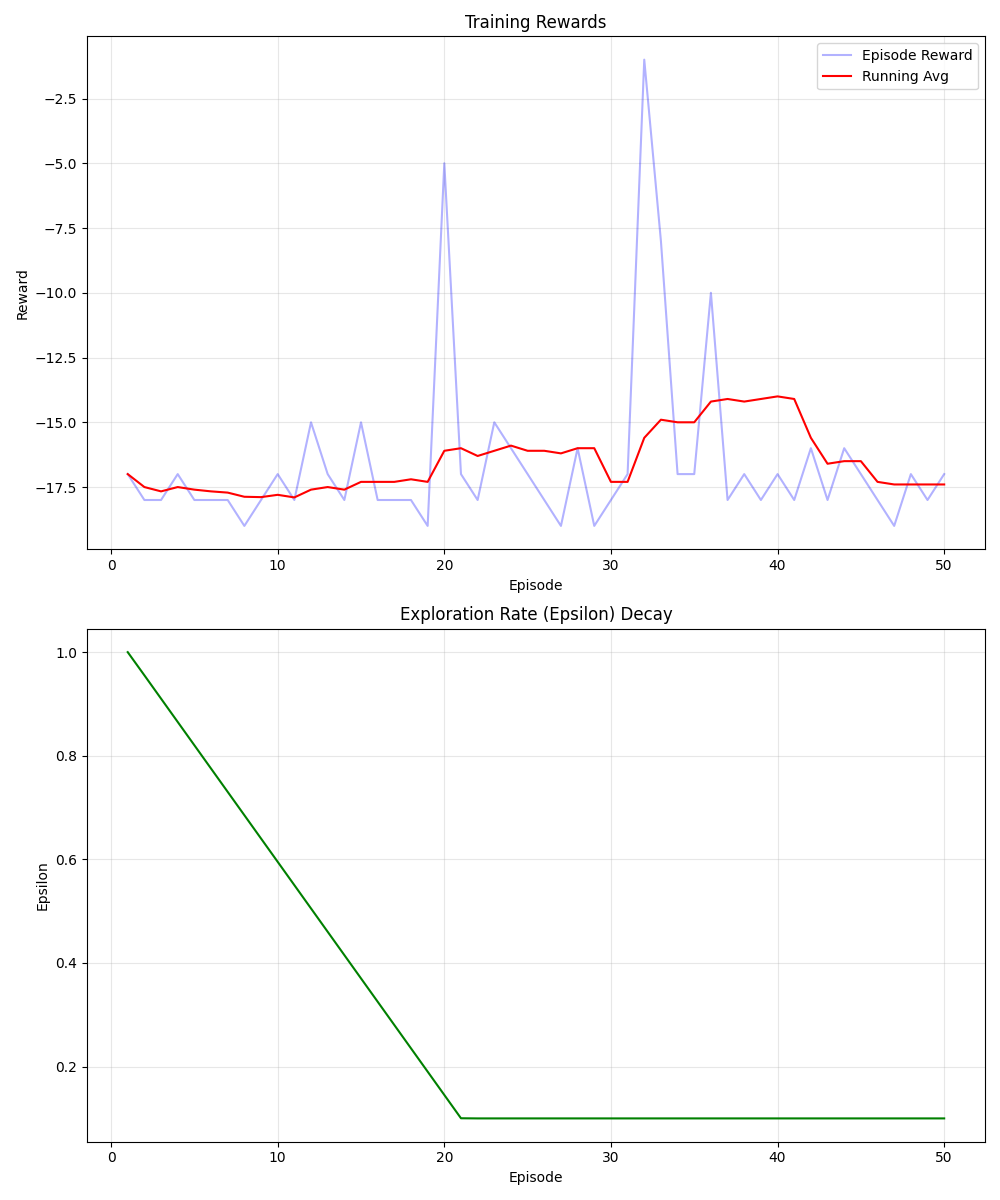 Training Rewards
Episode Reward
Running Avg
−2.5
−5.0
−7.5
−10.0
−12.5
−15.0
−17.5
Reward
0 10 20 30 40 50
Episode
Exploration Rate (Epsilon) Decay
1.0
0.8
0.6
0.4
0.2
Epsilon
0 10 20 30 40 50
Episode